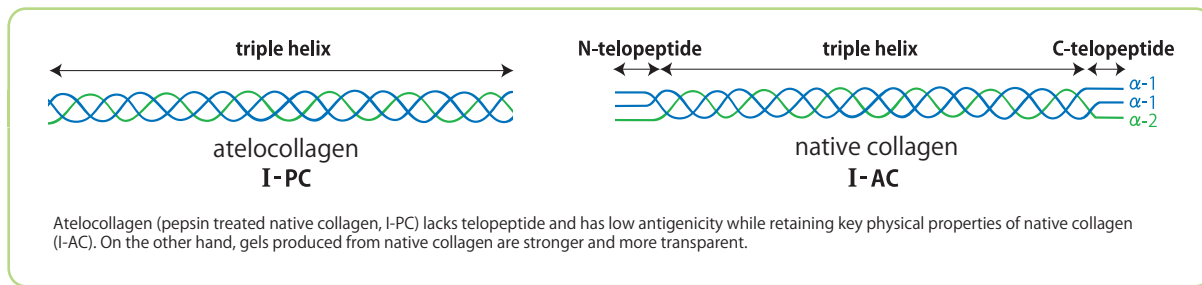 triple helix
atelocollagen
I-PC
N-telopeptide
triple helix
C-telopeptide
α-1
α-1
α-2
native collagen
I-AC
Atelocollagen (pepsin treated native collagen, I-PC) lacks telopeptide and has low antigenicity while retaining key physical properties of native collagen
(I-AC). On the other hand, gels produced from native collagen are stronger and more transparent.